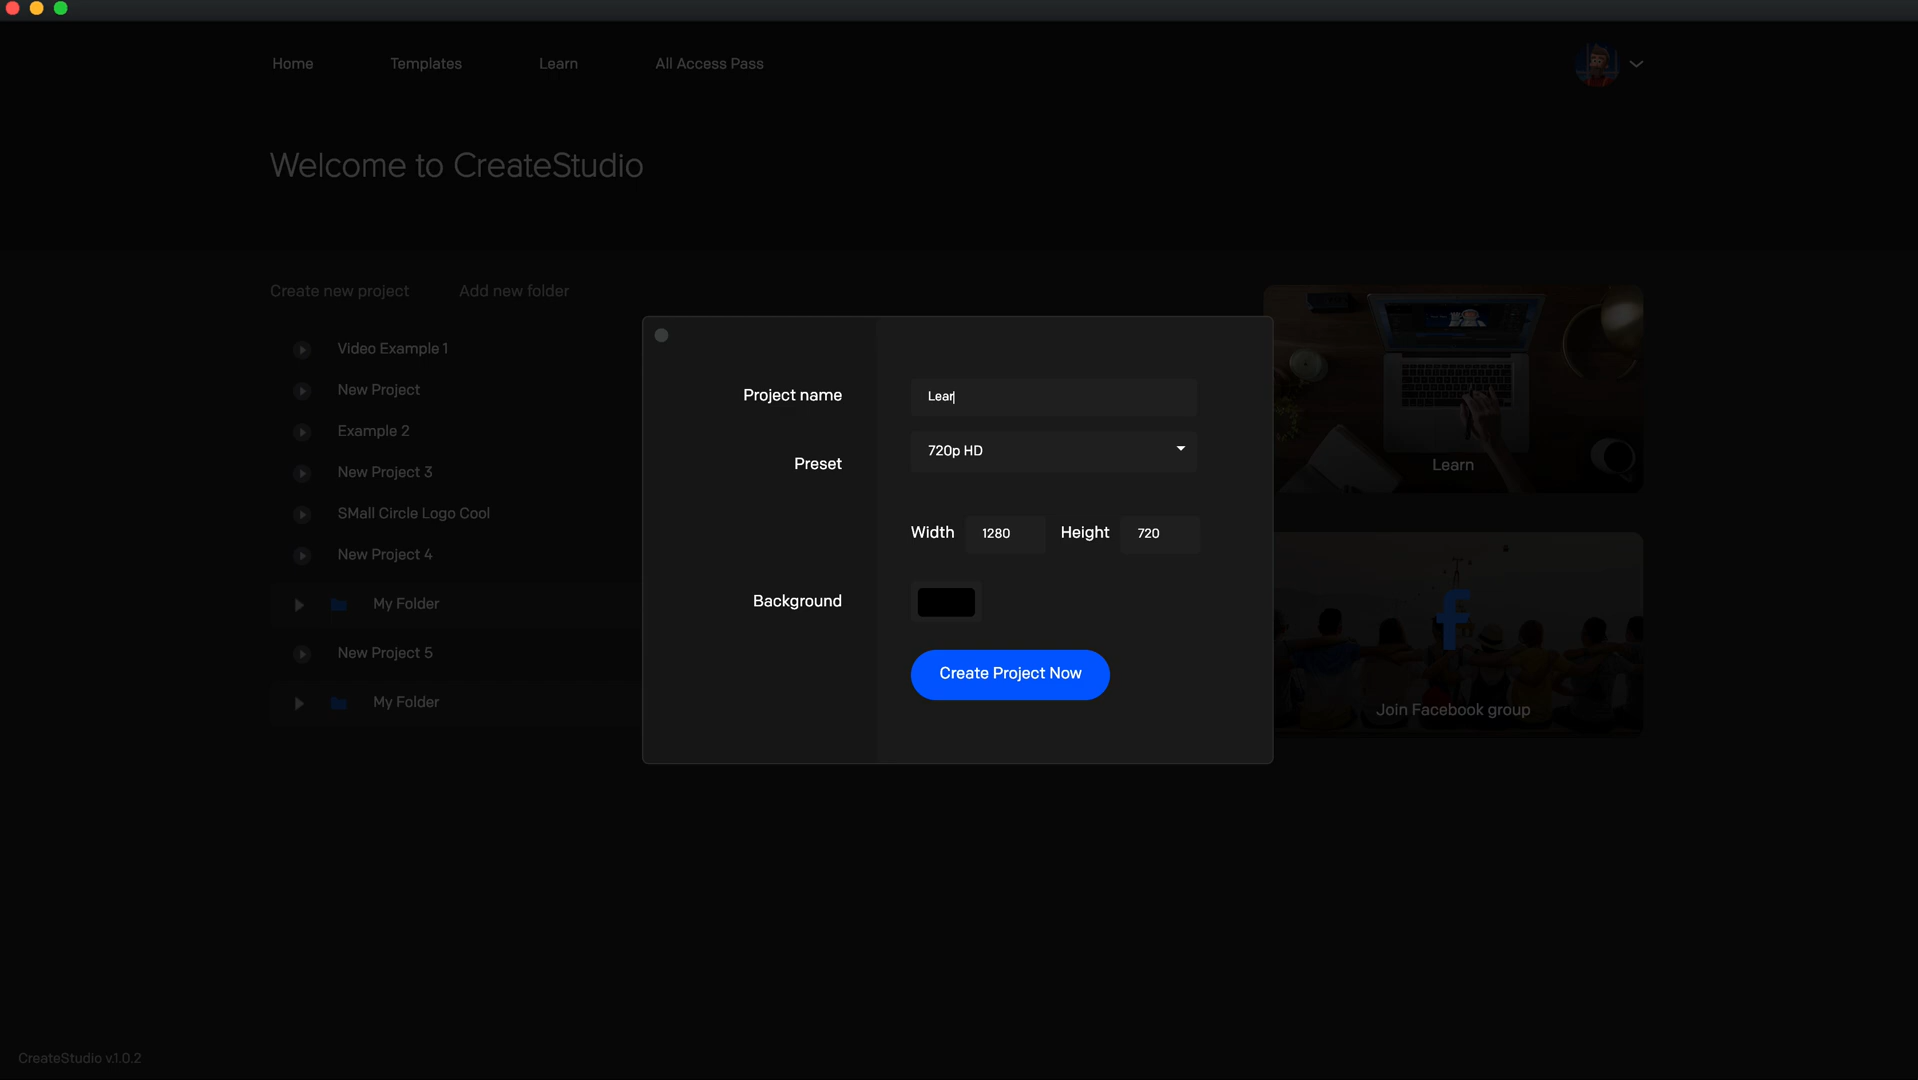 Home
Templates
Learn
All Access Pass
Welcome to CreateStudio
Create new project
Add new folder
Video Example 1
New Project
Example 2
New Project 3
SMall Circle Logo Cool
New Project 4
My Folder
New Project 5
My Folder
Project name
Lear
Preset
720p HD
Width
1280
Height
720
Background
Create Project Now
Learn
Join Facebook group
CreateStudio v.1.0.2